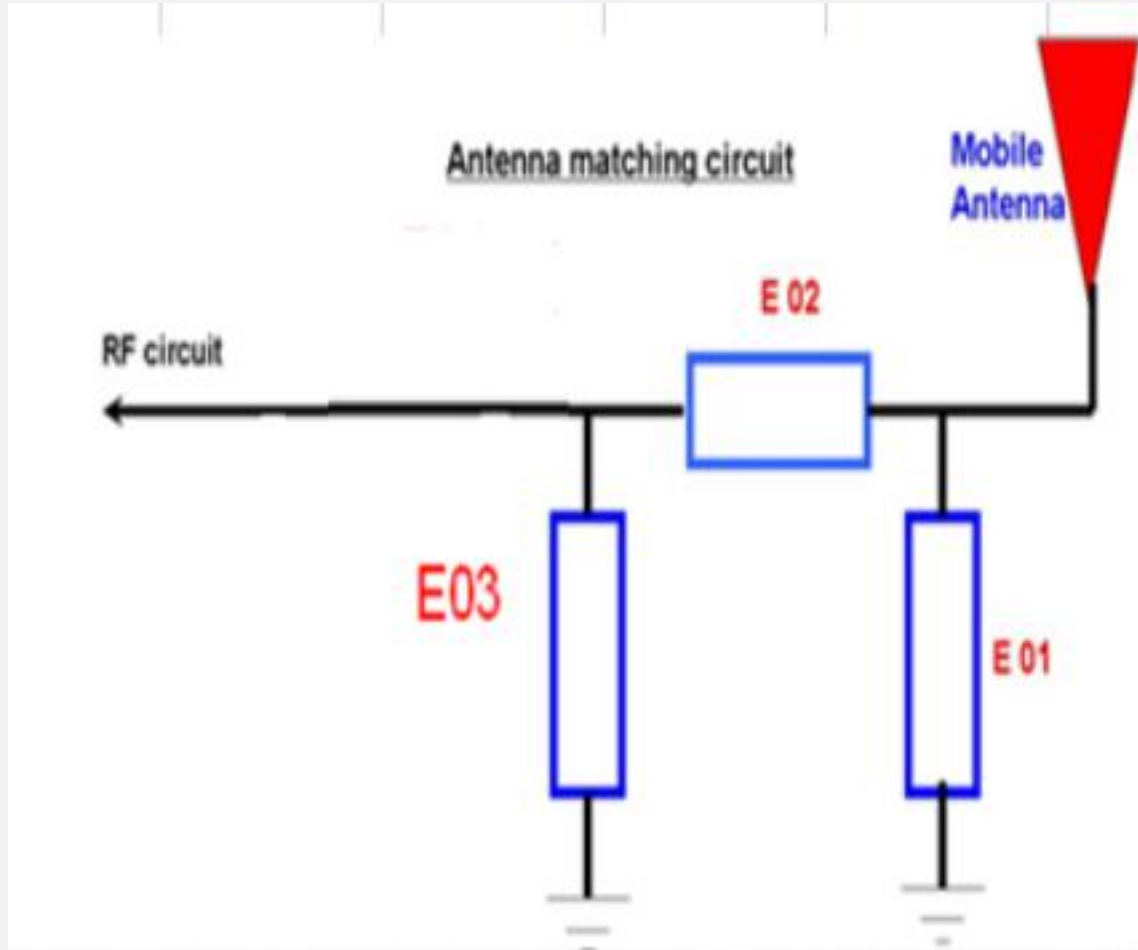 Antenna matching circuit
Mobile
Antenna
E 02
RF circuit
E03
E 01